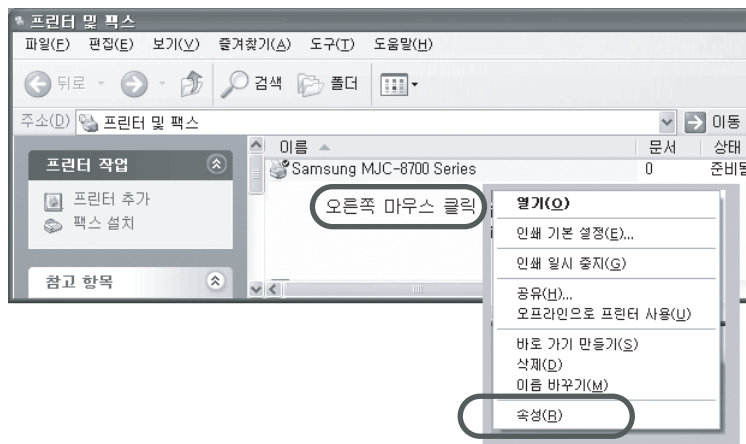 프린터 및 팩스
파일(F) 편집(E) 보기(V) 즐겨찾기(A) 도구(T) 도움말(H)
뒤로 검색 폴더
주소(D) 프린터 및 팩스 이동
이름 문서 상태
프린터 작업
Samsung MJC-8700 Series 0 준비됨
프린터 추가
팩스 설치
참고 항목
오른쪽 마우스 클릭
열기(O)
인쇄 기본 설정(E)...
인쇄 일시 중지(G)
공유(H)...
오프라인으로 프린터 사용(U)
바로 가기 만들기(S)
삭제(D)
이름 바꾸기(M)
속성(R)